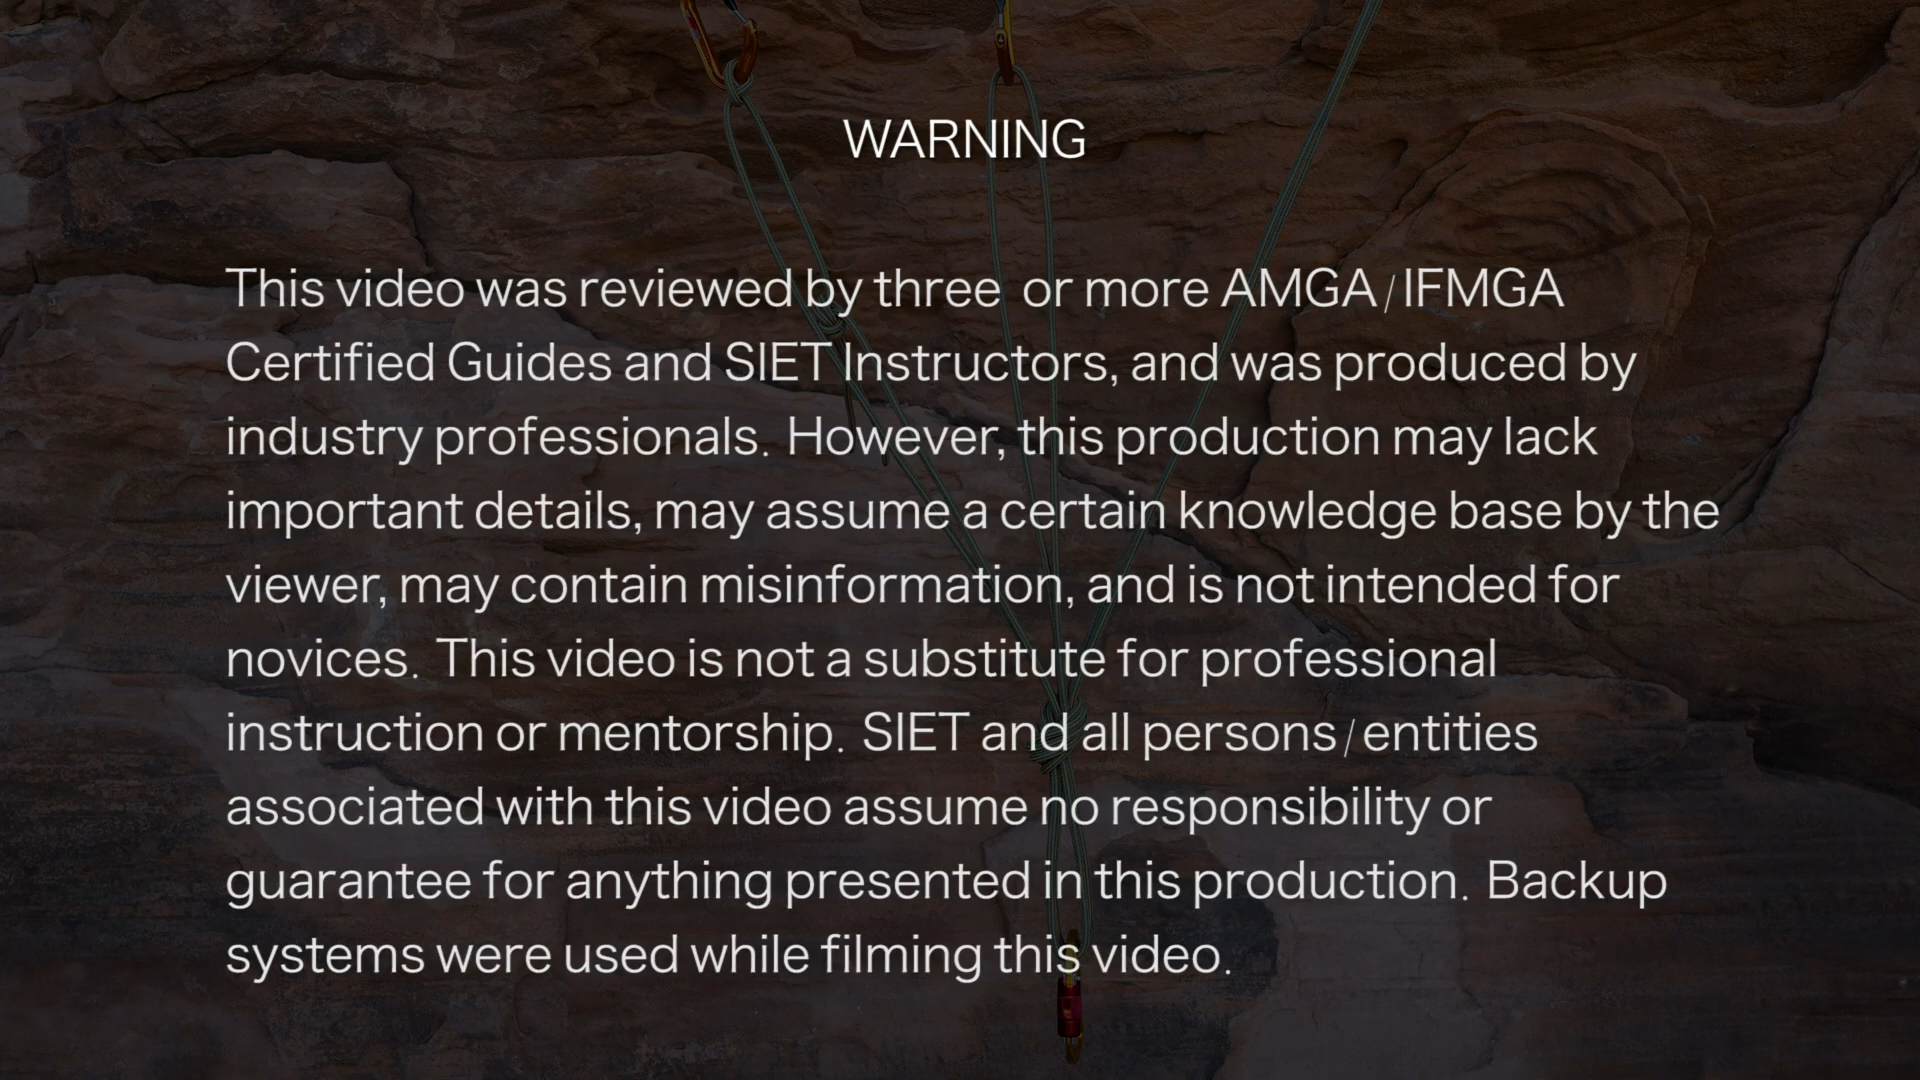 WARNING
This video was reviewed by three  or more AMGA/IFMGA
Certified Guides and SIET Instructors, and was produced by
industry professionals.  However, this production may lack
important details, may assume a certain knowledge base by the
viewer, may contain misinformation, and is not intended for
novices.  This video is not a substitute for professional
instruction or mentorship.  SIET and all persons/entities
associated with this video assume no responsibility or
guarantee for anything presented in this production.  Backup
systems were used while filming this video.